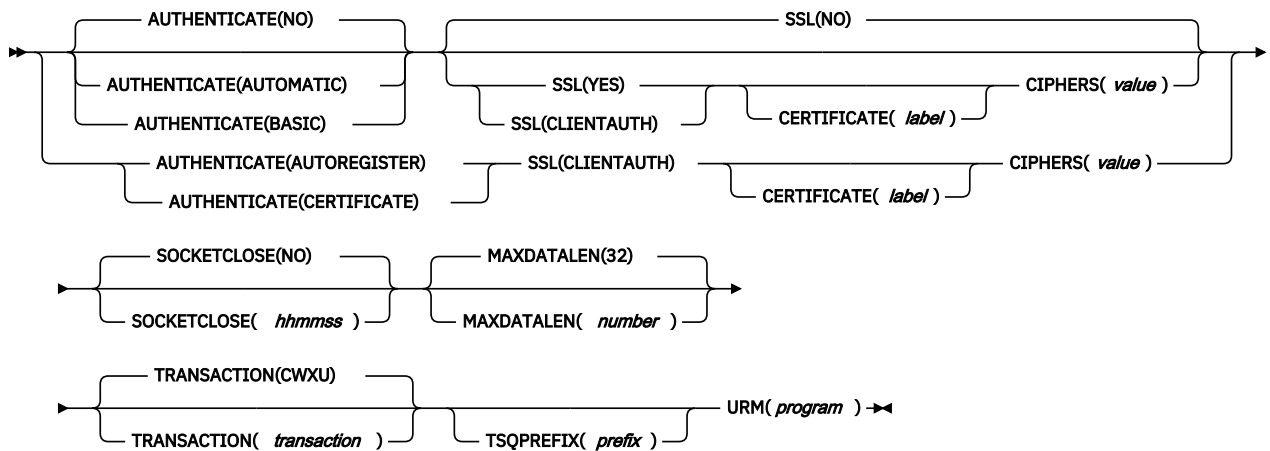 AUTHENTICATE(NO) SSL(NO)
AUTHENTICATE(AUTOMATIC) SSL(YES) CIPHERS( value )
AUTHENTICATE(BASIC) SSL(CLIENTAUTH) CERTIFICATE( label )
AUTHENTICATE(AUTOREGISTER) SSL(CLIENTAUTH) CIPHERS( value )
AUTHENTICATE(CERTIFICATE) CERTIFICATE( label )
SOCKETCLOSE(NO) MAXDATALEN(32)
SOCKETCLOSE( hhmmss ) MAXDATALEN( number )
TRANSACTION(CWXU)
URM( program )
TRANSACTION( transaction ) TSQPREFIX( prefix )